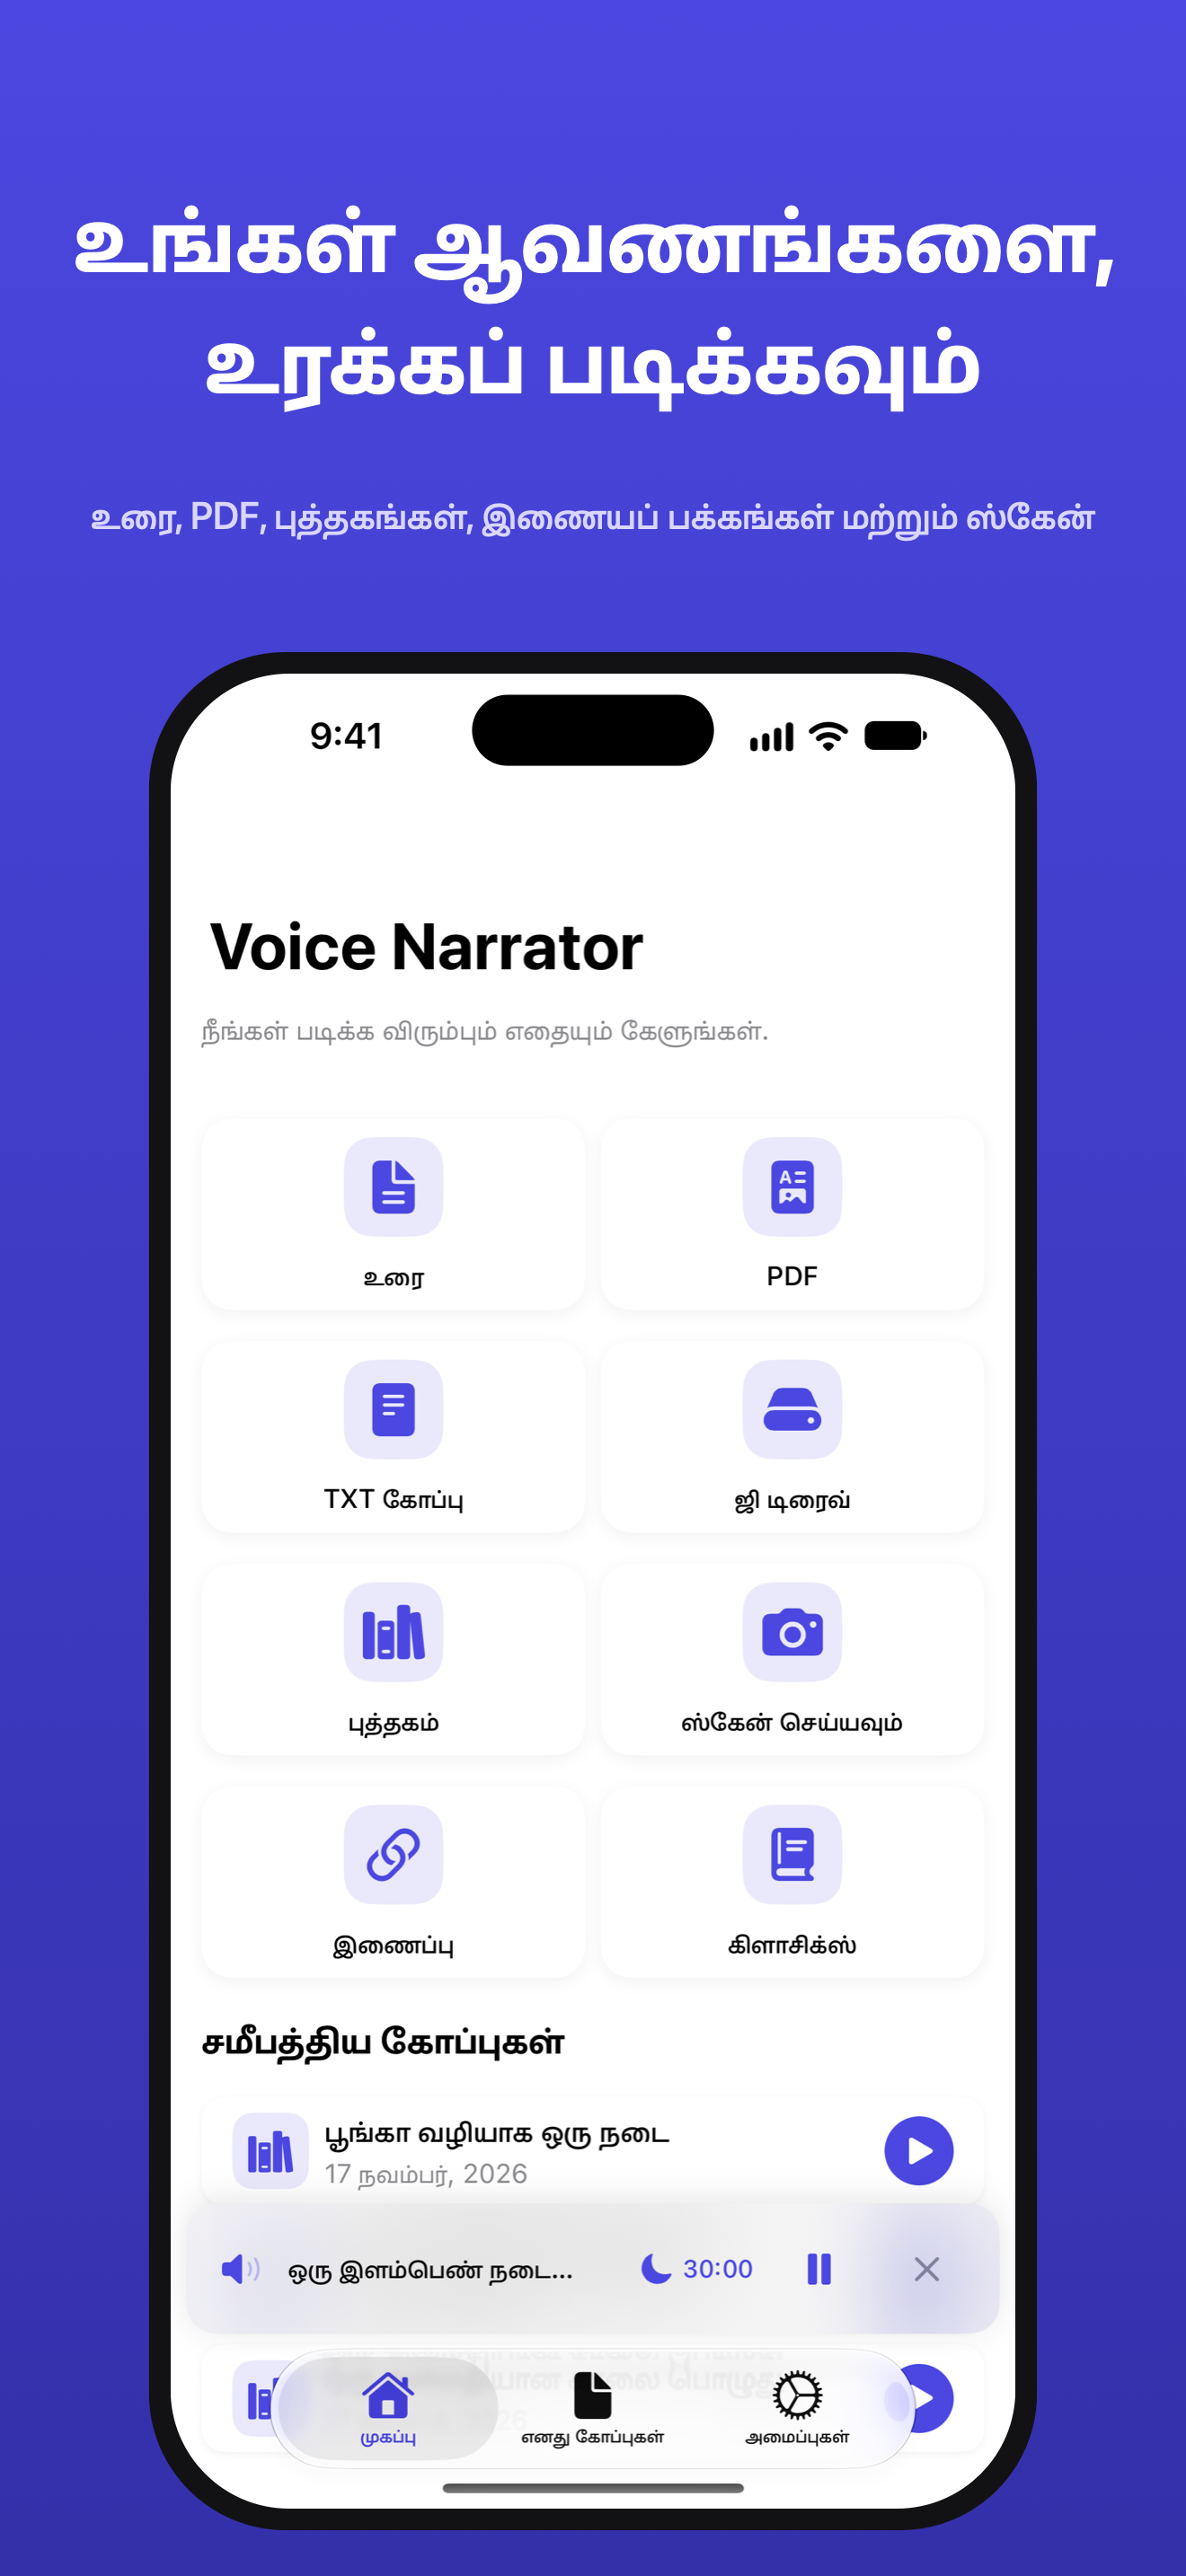 உங்கள் ஆவணங்களை,
உரக்கப் படிக்கவும்
உரை, PDF, புத்தகங்கள், இணையப் பக்கங்கள் மற்றும் ஸ்கேன்
9:41
Voice Narrator
நீங்கள் படிக்க விரும்பும் எதையும் கேளுங்கள்.
உரை
PDF
TXT கோப்பு
ஜி டிரைவ்
புத்தகம்
ஸ்கேன் செய்யவும்
இணைப்பு
கிளாசிக்ஸ்
சமீபத்திய கோப்புகள்
பூங்கா வழியாக ஒரு நடை
17 நவம்பர், 2026
ஒரு இளம்பெண் நடை...
30:00
முகப்பு
எனது கோப்புகள்
அமைப்புகள்